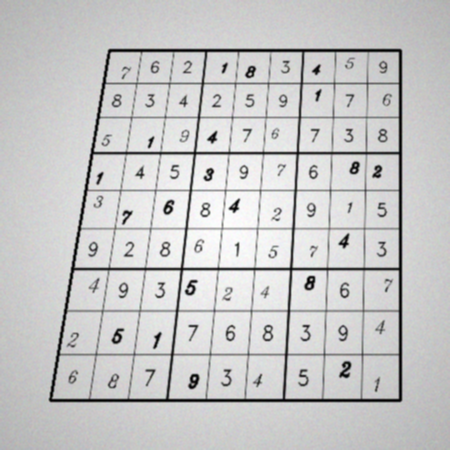 7 6 2 1 8 3 4 5 9
8 3 4 2 5 9 1 7 6
5 1 9 4 7 6 7 3 8
1 4 5 3 9 7 6 8 2
3 7 6 8 4 2 9 1 5
9 2 8 6 1 5 7 4 3
4 9 3 5 2 4 8 6 7
2 5 1 7 6 8 3 9 4
6 8 7 9 3 4 5 2 1